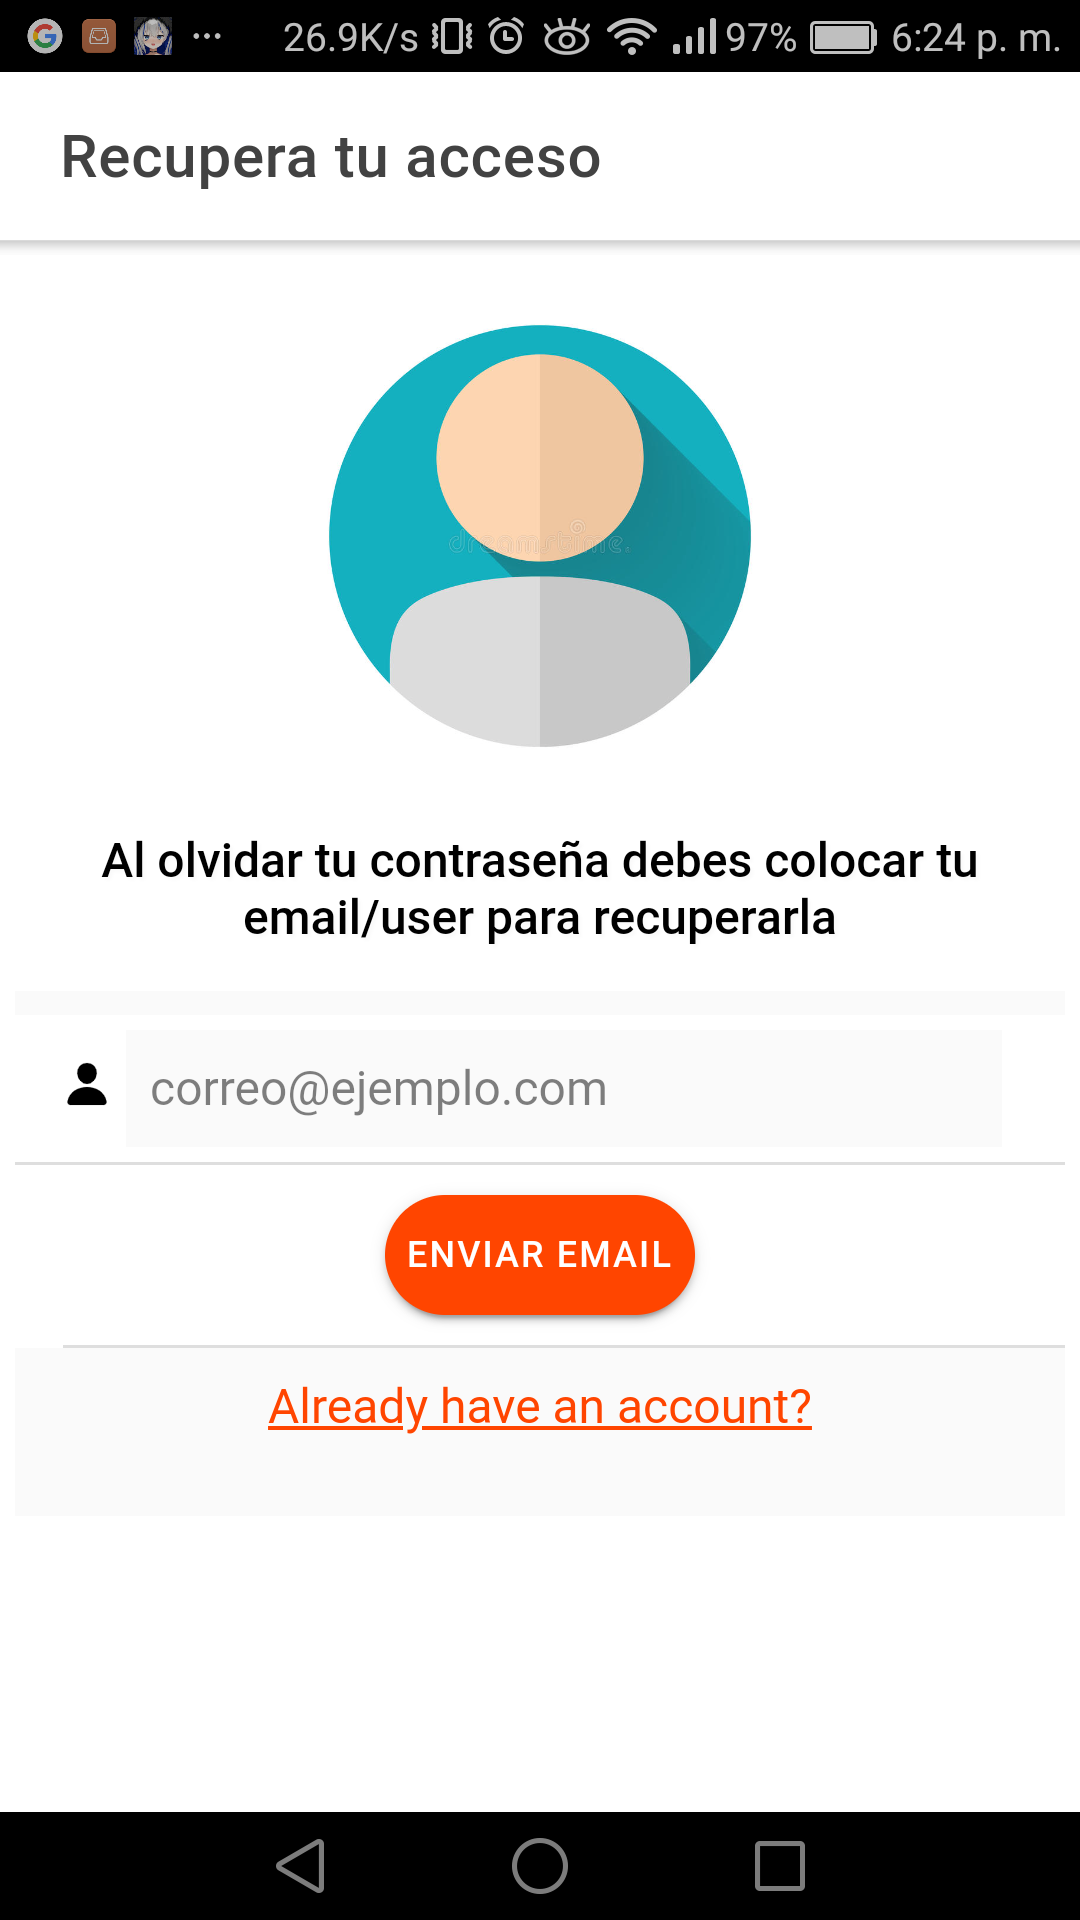 26.9K/s 97% 6:24 p. m.
Recupera tu acceso
dreamstime.
Al olvidar tu contraseña debes colocar tu
email/user para recuperarla
correo@ejemplo.com
ENVIAR EMAIL
Already have an account?